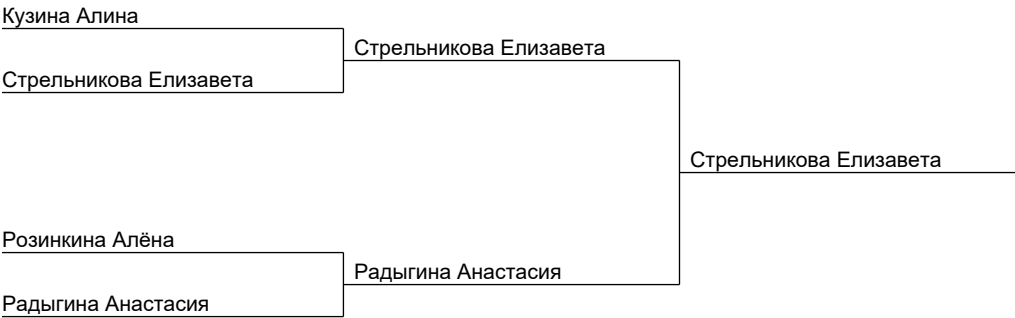 Кузина Алина
Стрельникова Елизавета
Стрельникова Елизавета
Стрельникова Елизавета
Розинкина Алёна
Радыгина Анастасия
Радыгина Анастасия